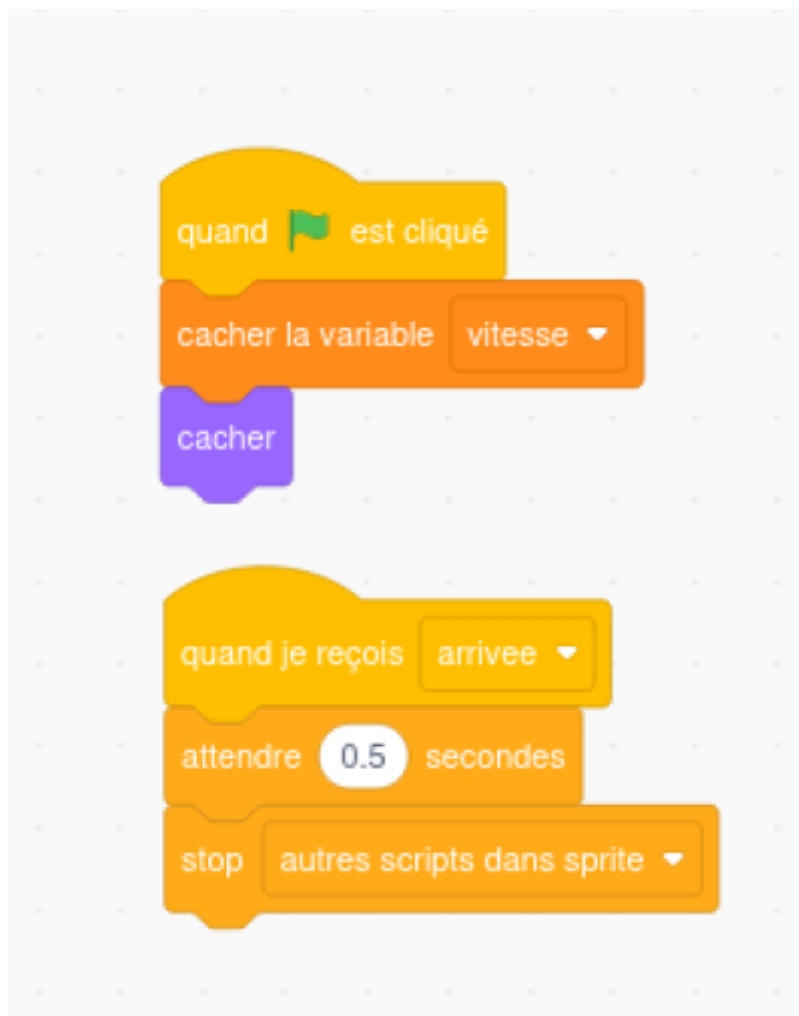 quand est cliqué
cacher la variable vitesse
cacher
quand je reçois arrivee
attendre 0.5 secondes
stop autres scripts dans sprite